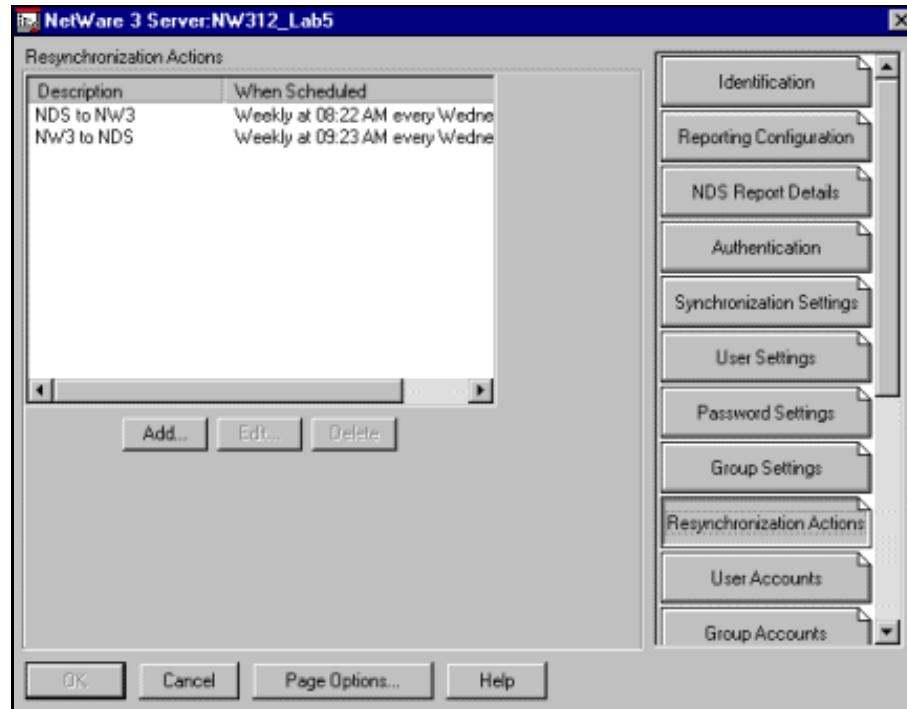 NetWare 3 Server:NW312_Lab5
Resynchronization Actions
Description When Scheduled
NDS to NW3 Weekly at 08:22 AM every Wedne
NW3 to NDS Weekly at 09:23 AM every Wedne
Add... Edit... Delete
Identification
Reporting Configuration
NDS Report Details
Authentication
Synchronization Settings
User Settings
Password Settings
Group Settings
Resynchronization Actions
User Accounts
Group Accounts
OK Cancel Page Options... Help